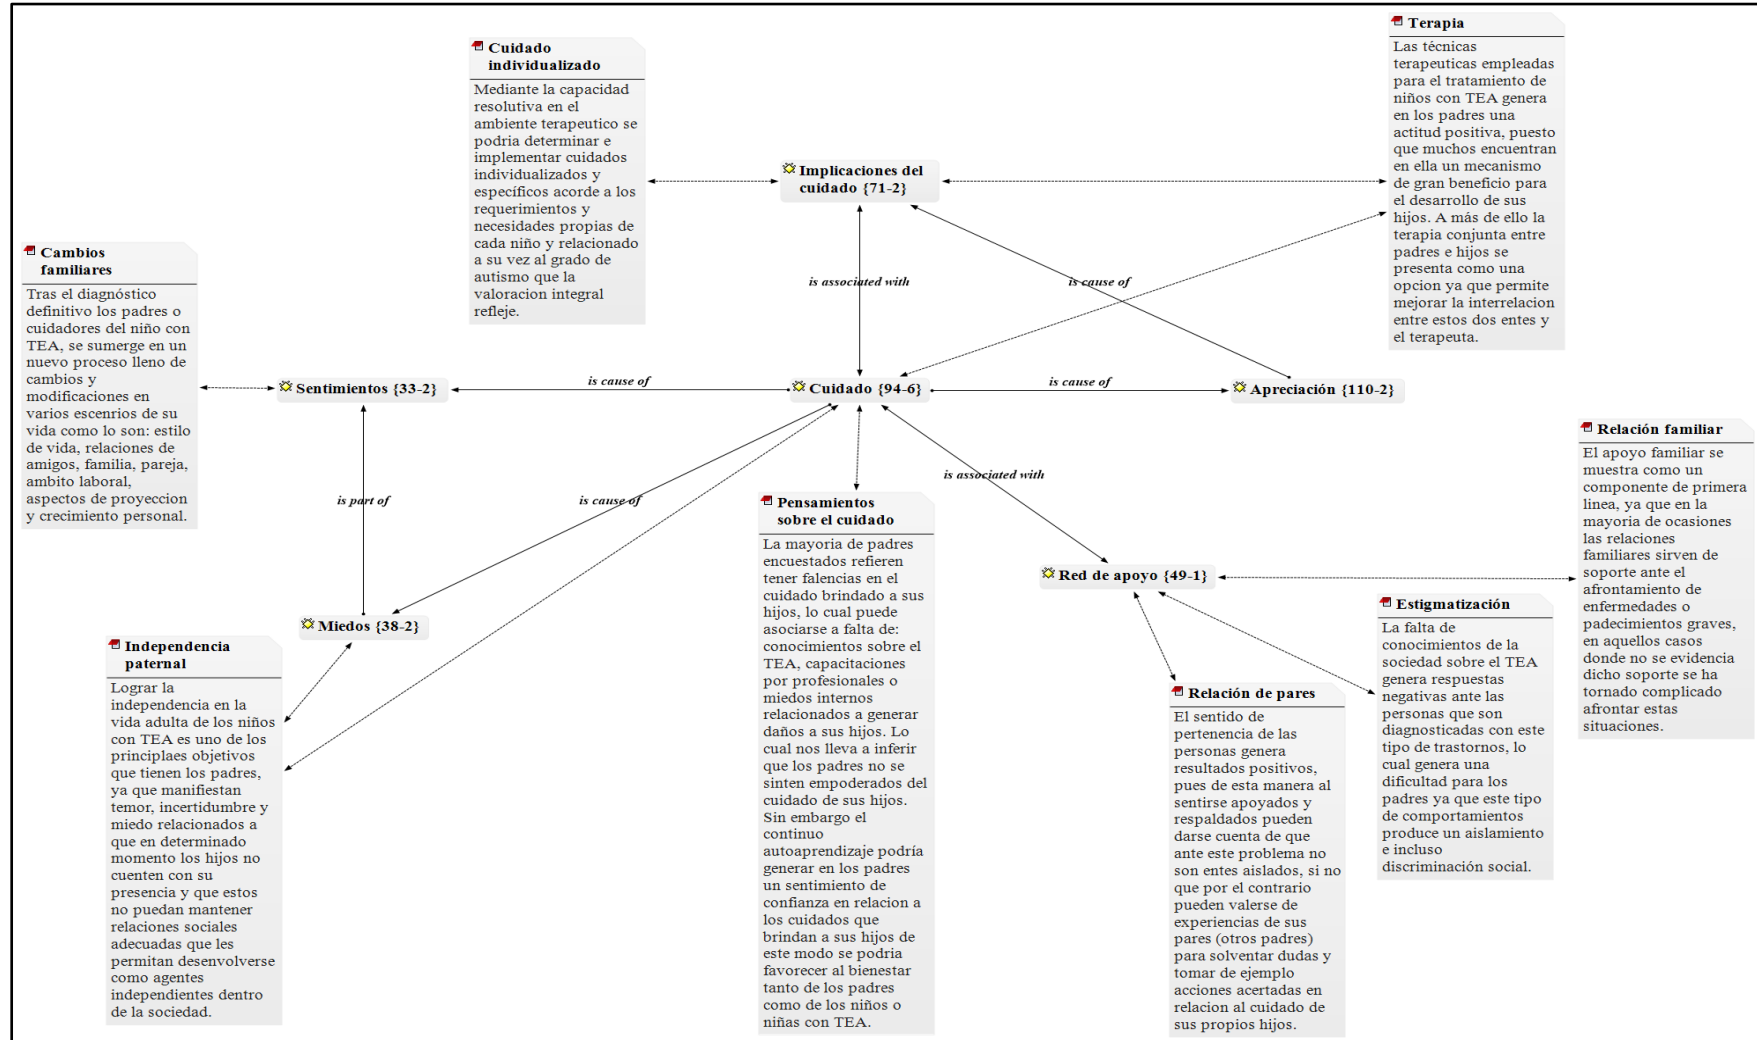 Cuidado
individualizado
Mediante la capacidad
resolutiva en el
ambiente terapeutico se
podria determinar e
implementar cuidados
individualizados y
específicos acorde a los
requerimientos y
necesidades propias de
cada niño y relacionado
a su vez al grado de
autismo que la
valoracion integral
refleje.
Terapia
Las técnicas
terapeuticas empleadas
para el tratamiento de
niños con TEA genera
en los padres una
actitud positiva, puesto
que muchos encuentran
en ella un mecanismo
de gran beneficio para
el desarrollo de sus
hijos. A más de ello la
terapia conjunta entre
padres e hijos se
presenta como una
opcion ya que permite
mejorar la interrelacion
entre estos dos entes y
el terapeuta.
Implicaciones del
cuidado {71-2}
is associated with
is cause of
Cambios
familiares
Tras el diagnóstico
definitivo los padres o
cuidadores del niño con
TEA, se sumerge en un
nuevo proceso lleno de
cambios y
modificaciones en
varios escenrios de su
vida como lo son: estilo
de vida, relaciones de
amigos, familia, pareja,
ambito laboral,
aspectos de proyeccion
y crecimiento personal.
Sentimientos {33-2}
is cause of
Cuidado {94-6}
is cause of
Apreciación {110-2}
is part of
is cause of
is associated with
Relación familiar
El apoyo familiar se
muestra como un
componente de primera
linea, ya que en la
mayoria de ocasiones
las relaciones
familiares sirven de
soporte ante el
afrontamiento de
enfermedades o
padecimientos graves,
en aquellos casos
donde no se evidencia
dicho soporte se ha
tornado complicado
afrontar estas
situaciones.
Miedos {38-2}
Red de apoyo {49-1}
Independencia
paternal
Lograr la
independencia en la
vida adulta de los niños
con TEA es uno de los
principlaes objetivos
que tienen los padres,
ya que manifiestan
temor, incertidumbre y
miedo relacionados a
que en determinado
momento los hijos no
cuenten con su
presencia y que estos
no puedan mantener
relaciones sociales
adecuadas que les
permitan desenvolverse
como agentes
independientes dentro
de la sociedad.
Pensamientos
sobre el cuidado
La mayoria de padres
encuestados refieren
tener falencias en el
cuidado brindado a sus
hijos, lo cual puede
asociarse a falta de:
conocimientos sobre el
TEA, capacitaciones
por profesionales o
miedos internos
relacionados a generar
daños a sus hijos. Lo
cual nos lleva a inferir
que los padres no se
sinten empoderados del
cuidado de sus hijos.
Sin embargo el
continuo
autoaprendizaje podría
generar en los padres
un sentimiento de
confianza en relacion a
los cuidados que
brindan a sus hijos de
este modo se podria
favorecer al bienestar
tanto de los padres
como de los niños o
niñas con TEA.
Relación de pares
El sentido de
pertenencia de las
personas genera
resultados positivos,
pues de esta manera al
sentirse apoyados y
respaldados pueden
darse cuenta de que
ante este problema no
son entes aislados, si no
que por el contrario
pueden valerse de
experiencias de sus
pares (otros padres)
para solventar dudas y
tomar de ejemplo
acciones acertadas en
relacion al cuidado de
sus propios hijos.
Estigmatización
La falta de
conocimientos de la
sociedad sobre el TEA
genera respuestas
negativas ante las
personas que son
diagnosticadas con este
tipo de trastornos, lo
cual genera una
dificultad para los
padres ya que este tipo
de comportamientos
produce un aislamiento
e incluso
discriminación social.